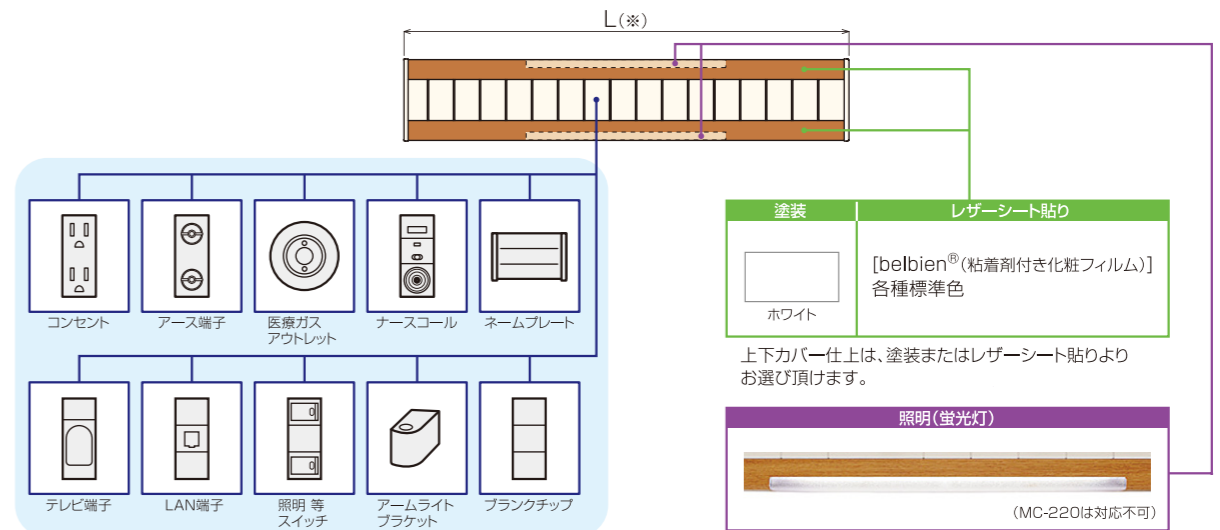 L(※)
コンセント
アース端子
医療ガス
アウトレット
ナースコール
ネームプレート
テレビ端子
LAN端子
照明 等
スイッチ
アームライト
ブラケット
ブランクチップ
塗装
レザーシート貼り
ホワイト
[belbien®(粘着剤付き化粧フィルム)]
各種標準色
上下カバー仕上は、塗装またはレザーシート貼りより
お選び頂けます。
照明(蛍光灯)
(MC-220は対応不可)